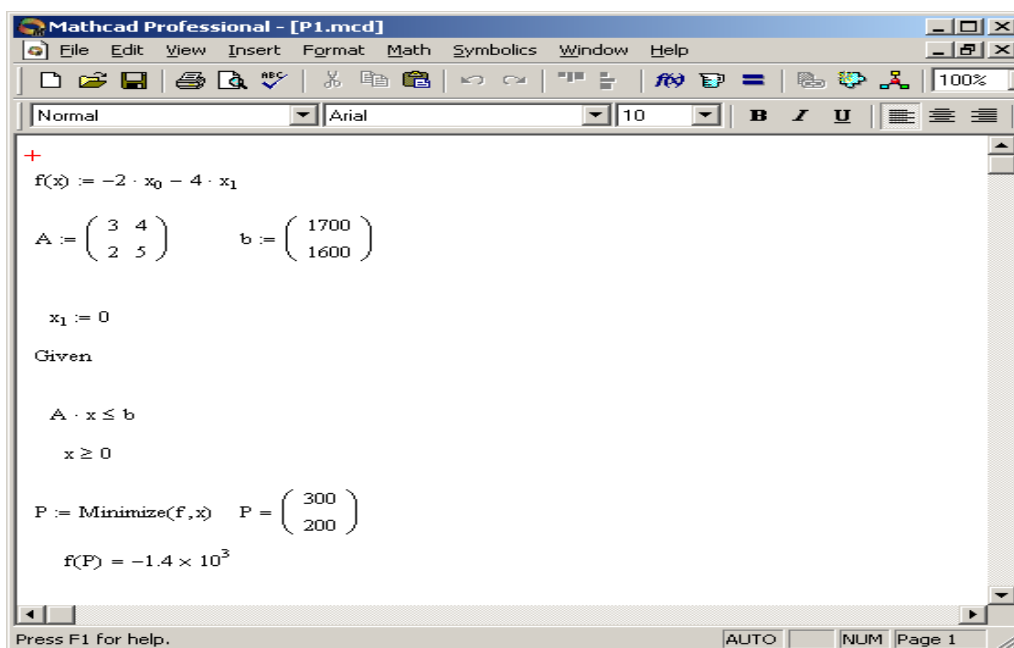 Mathcad Professional - [P1.mcd]
File Edit View Insert Format Math Symbolics Window Help
ABC f(x) = 100%
Normal Arial 10 B I U
+
f(x) := −2 · x₀ − 4 · x₁
A := ( 3 4 ) b := ( 1700 )
( 2 5 ) ( 1600 )
x₁ := 0
Given
A · x ≤ b
x ≥ 0
P := Minimize(f,x) P = ( 300 )
( 200 )
f(P) = −1.4 × 10³
Press F1 for help. AUTO NUM Page 1